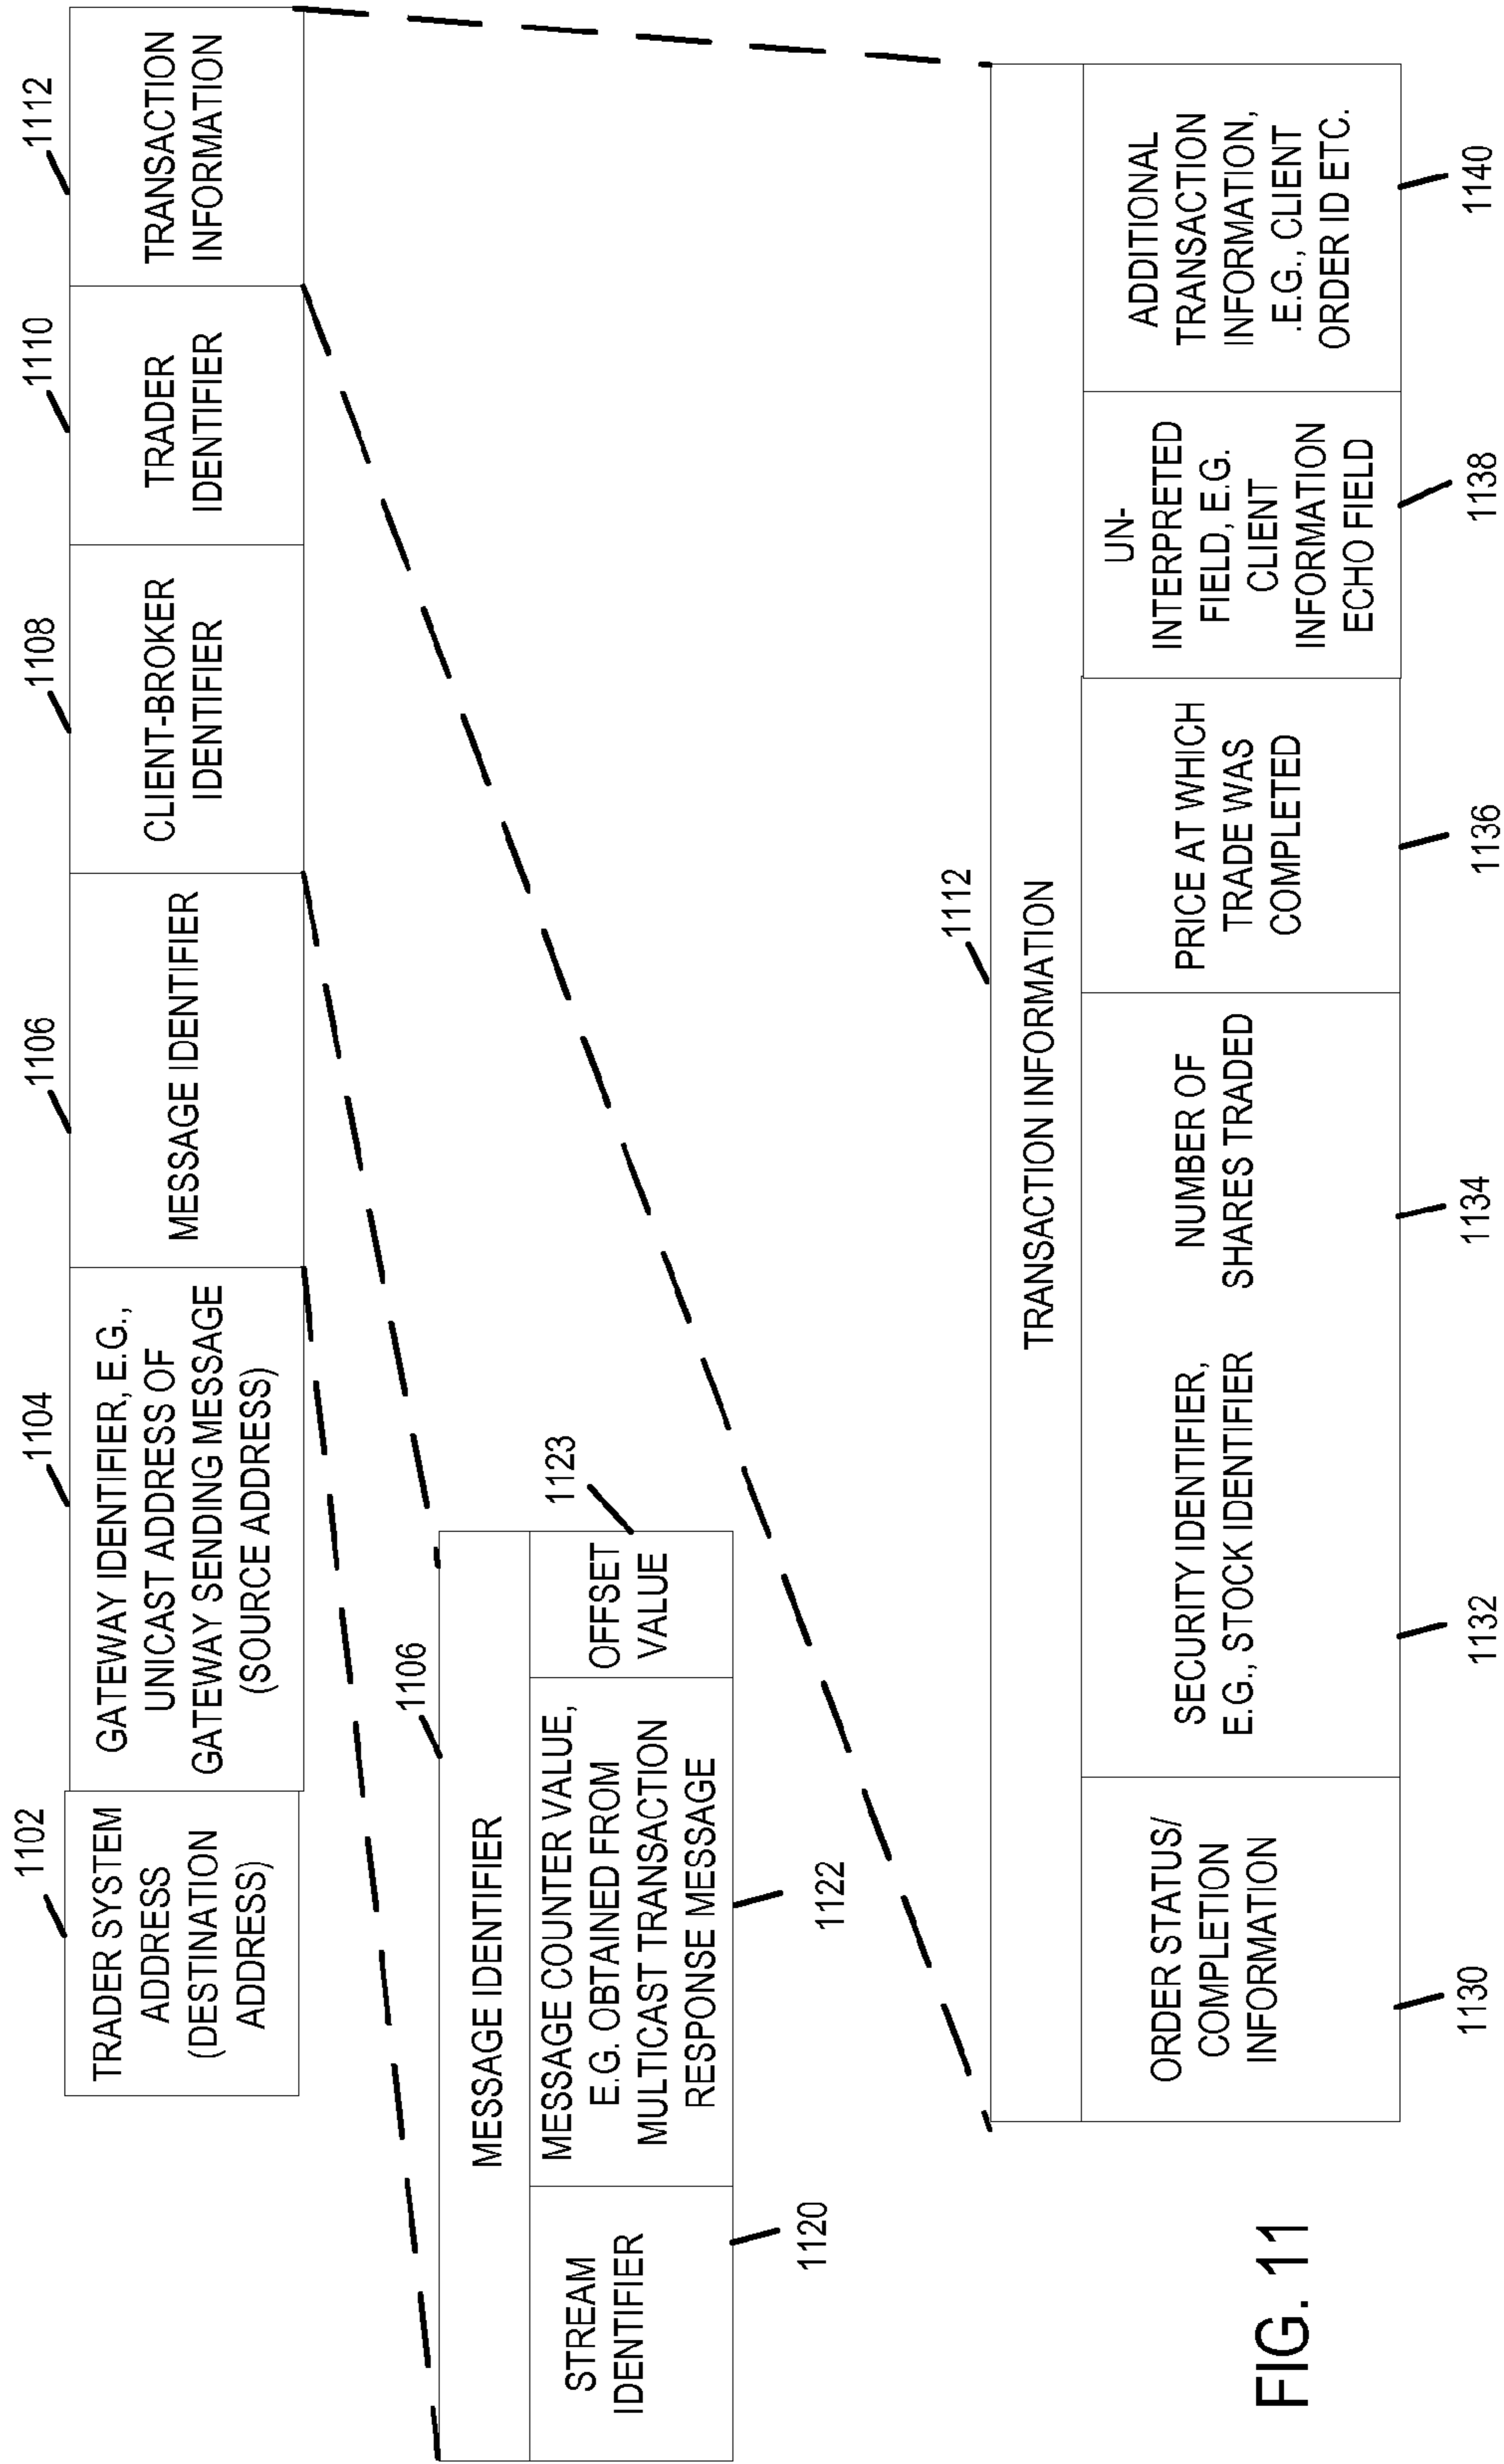 1102
1104
1106
1108
1110
1112
TRADER SYSTEM
ADDRESS
(DESTINATION
ADDRESS)
GATEWAY IDENTIFIER, E.G.,
UNICAST ADDRESS OF
GATEWAY SENDING MESSAGE
(SOURCE ADDRESS)
MESSAGE IDENTIFIER
CLIENT-BROKER
IDENTIFIER
TRADER
IDENTIFIER
TRANSACTION
INFORMATION
1106
1123
MESSAGE IDENTIFIER
STREAM
IDENTIFIER
MESSAGE COUNTER VALUE,
E.G. OBTAINED FROM
MULTICAST TRANSACTION
RESPONSE MESSAGE
OFFSET
VALUE
1120
1122
1112
TRANSACTION INFORMATION
ORDER STATUS/
COMPLETION
INFORMATION
SECURITY IDENTIFIER,
E.G., STOCK IDENTIFIER
NUMBER OF
SHARES TRADED
PRICE AT WHICH
TRADE WAS
COMPLETED
UN-
INTERPRETED
FIELD, E.G.
CLIENT
INFORMATION
ECHO FIELD
ADDITIONAL
TRANSACTION
INFORMATION,
.E.G., CLIENT
ORDER ID ETC.
1130
1132
1134
1136
1138
1140
FIG. 11